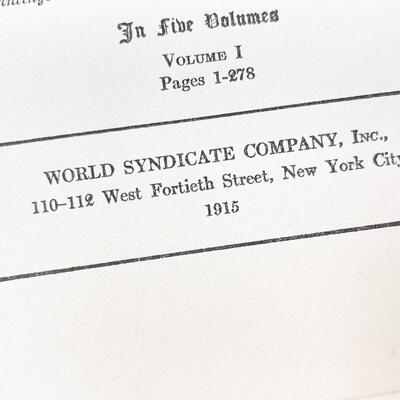 In Five Volumes
VOLUME I
Pages 1-278
WORLD SYNDICATE COMPANY, INC.,
110-112 West Fortieth Street, New York City
1915